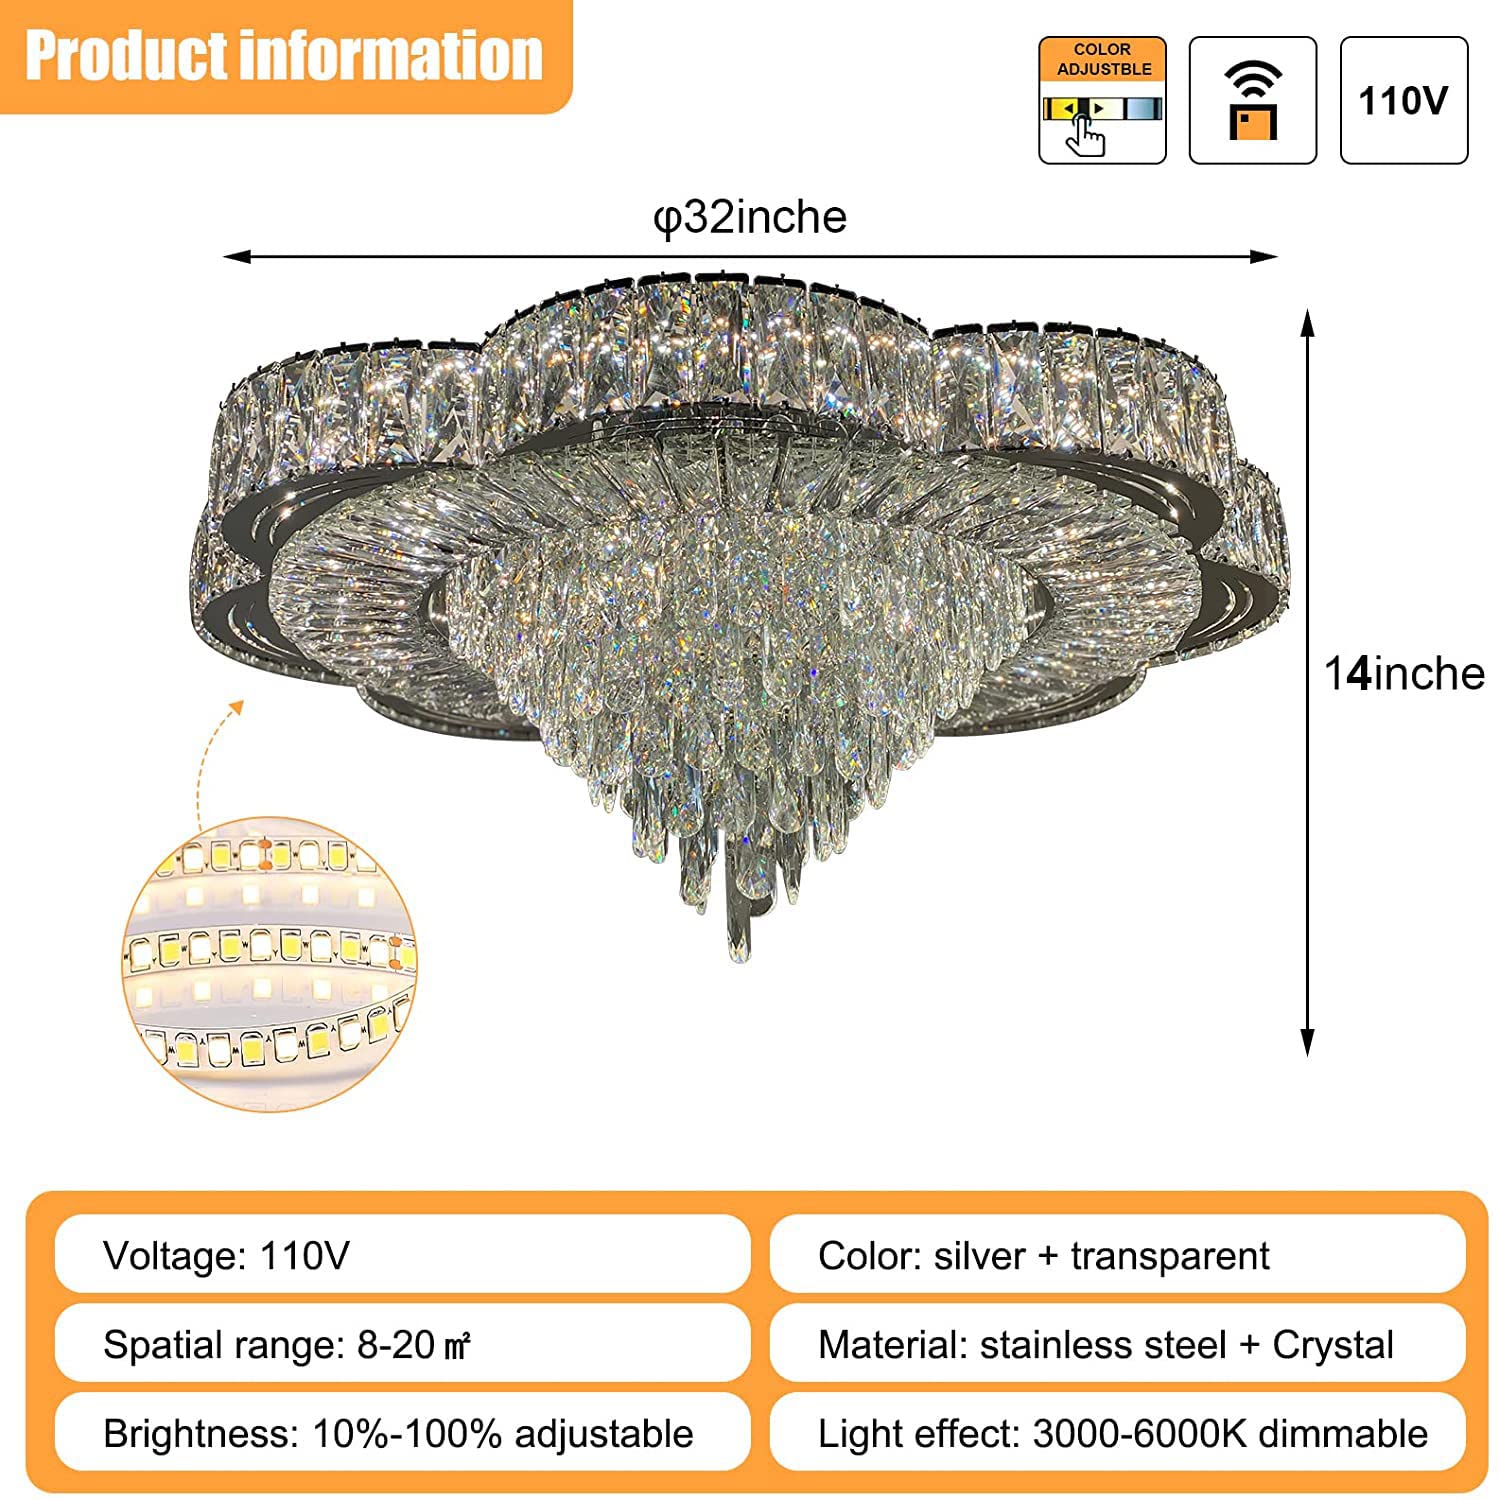 Product information
COLOR
ADJUSTBLE
110V
φ32inche
14inche
Voltage: 110V
Color: silver + transparent
Spatial range: 8-20㎡
Material: stainless steel + Crystal
Brightness: 10%-100% adjustable
Light effect: 3000-6000K dimmable